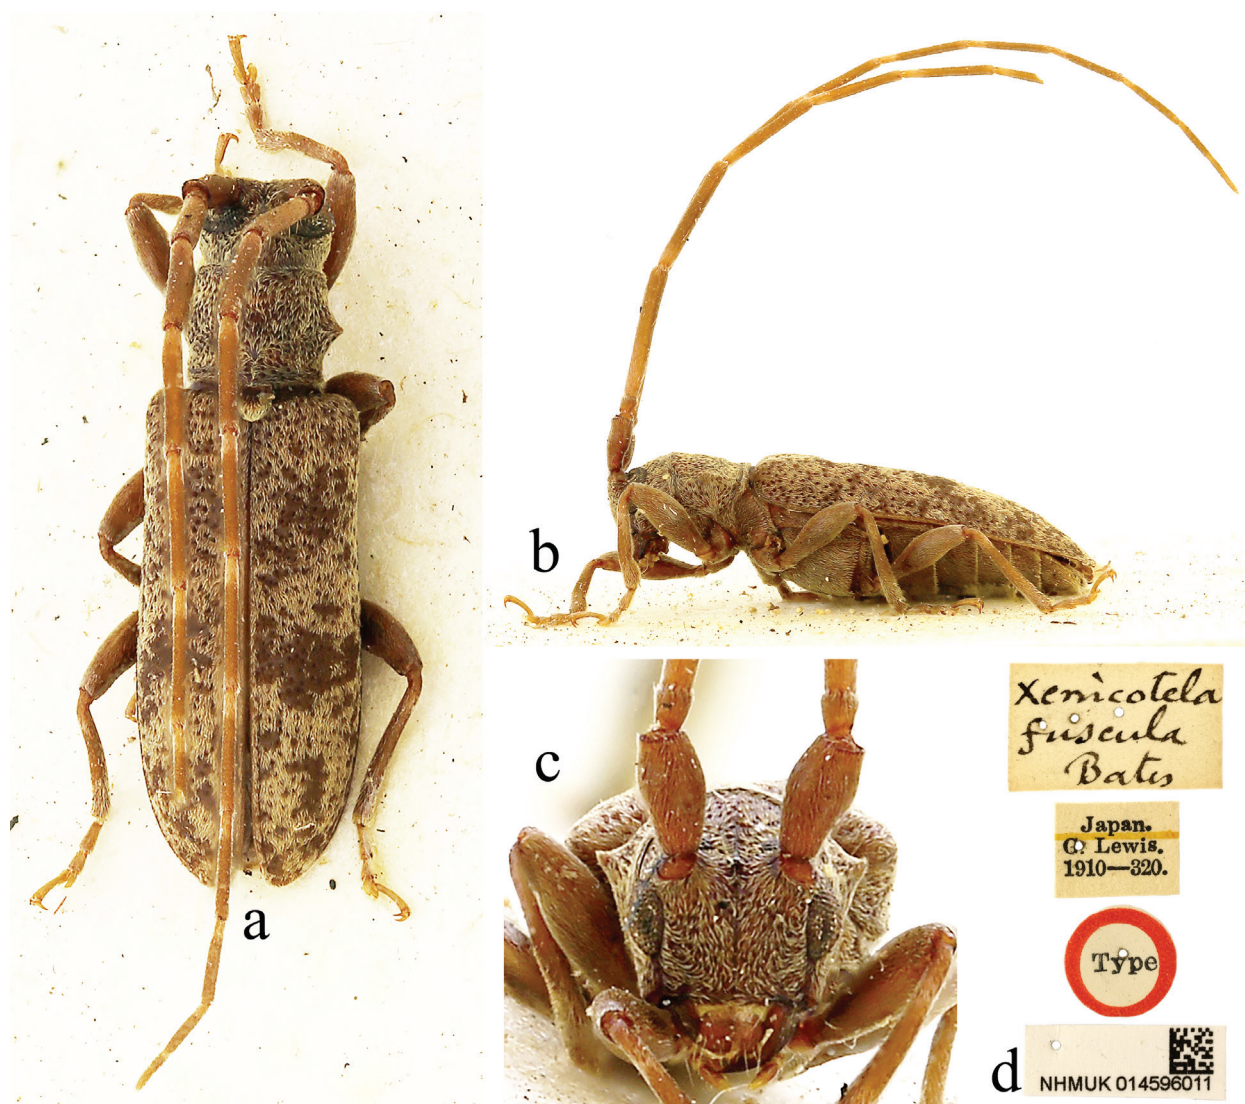 a
b
c
Xenicotela
fuscula
Bates
Japan.
G. Lewis.
1910—320.
Type
d
NHMUK 014596011